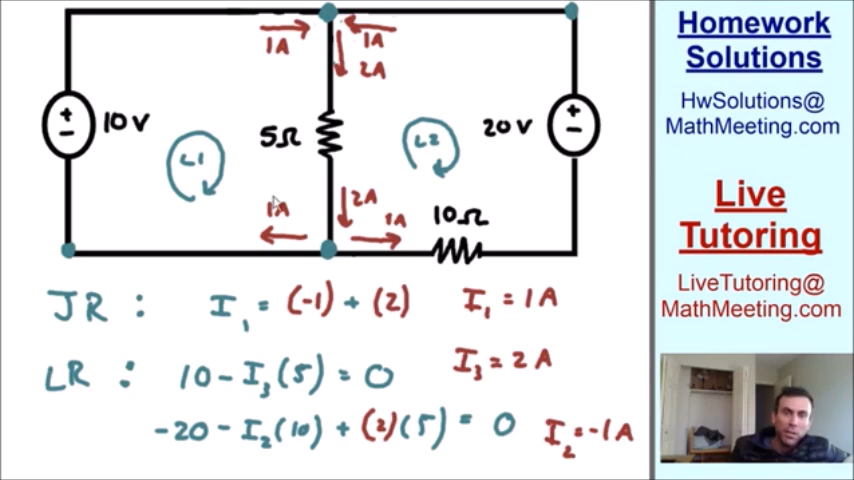 1A
1A
2A
10V
5Ω
20V
L1
L2
1A
2A
1A
10Ω
JR : I₁ = (-1) + (2) I₁ = 1A
LR : 10 - I₃(5) = 0 I₃ = 2A
-20 - I₂(10) + (2)(5) = 0 I₂ = -1A
Homework
Solutions
HwSolutions@
MathMeeting.com
Live
Tutoring
LiveTutoring@
MathMeeting.com